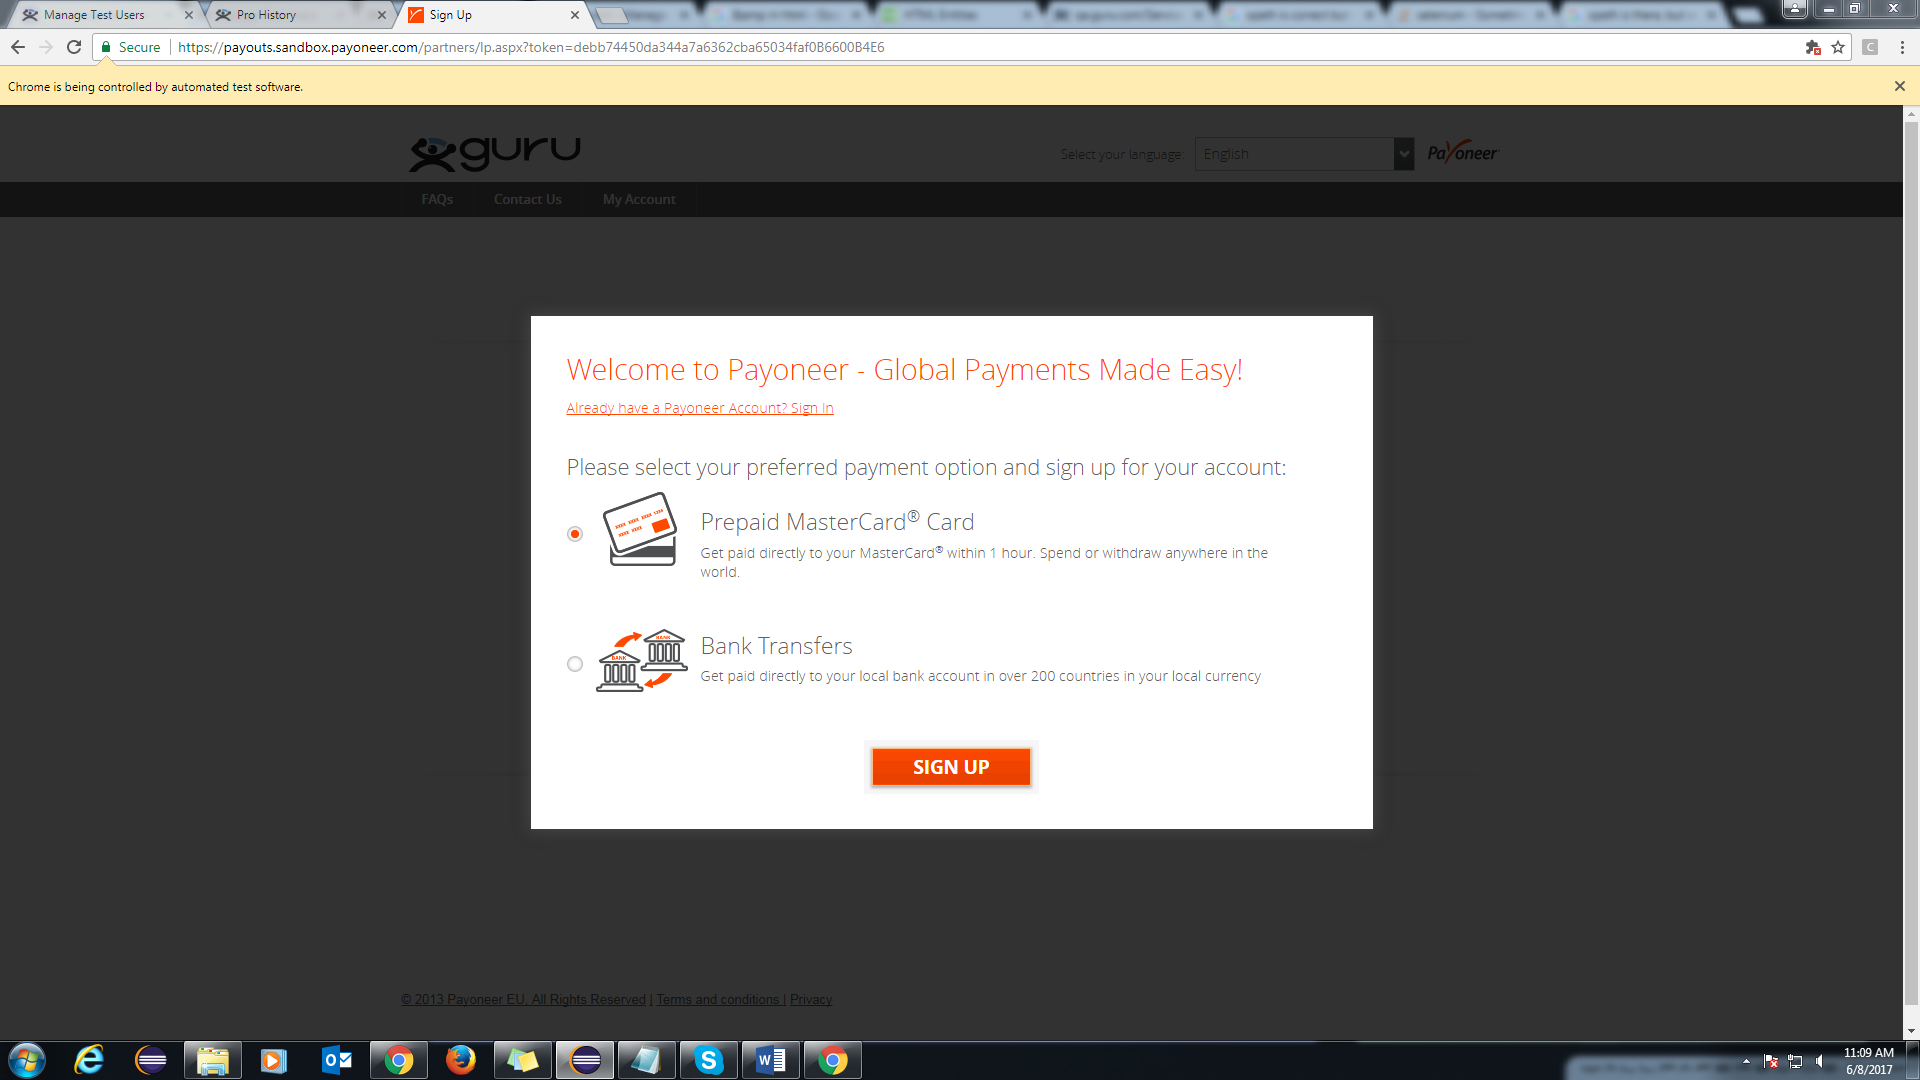 Manage Test Users
Pro History
Sign Up
Secure
https://payouts.sandbox.payoneer.com/partners/lp.aspx?token=debb74450da344a7a6362cba65034faf0B6600B4E6
C
Chrome is being controlled by automated test software.
guru
Select your language:
English
Payoneer
FAQs
Contact Us
My Account
Welcome to Payoneer - Global Payments Made Easy!
Already have a Payoneer Account? Sign In
Please select your preferred payment option and sign up for your account:
Prepaid MasterCard® Card
Get paid directly to your MasterCard® within 1 hour. Spend or withdraw anywhere in the
world.
BANK
BANK
Bank Transfers
Get paid directly to your local bank account in over 200 countries in your local currency
SIGN UP
© 2013 Payoneer EU, All Rights Reserved | Terms and conditions | Privacy
11:09 AM
6/8/2017